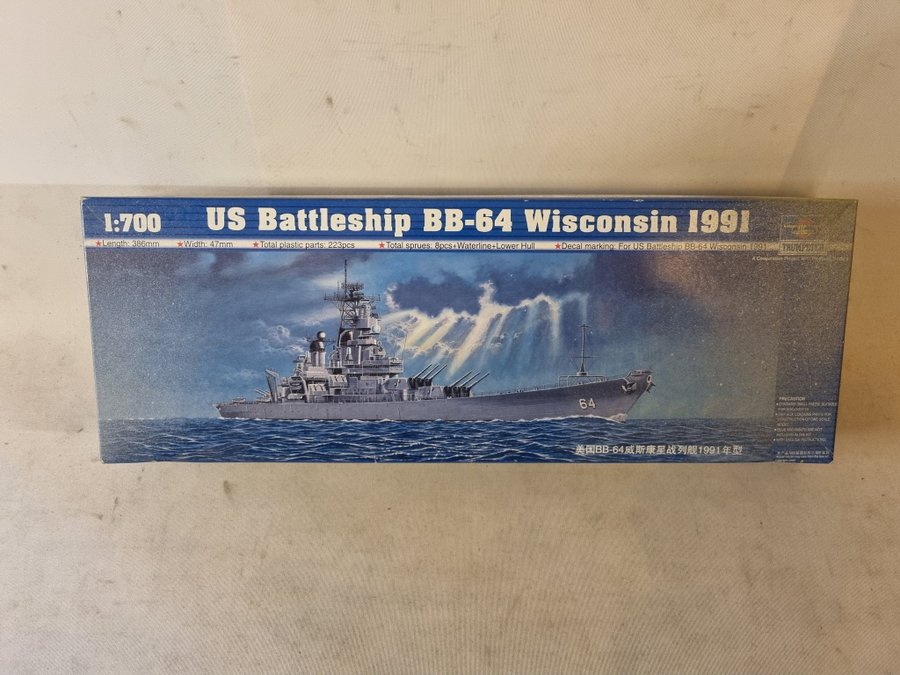 1:700
US Battleship BB-64 Wisconsin 1991
★Length: 386mm ★Width: 47mm ★Total plastic parts: 223pcs ★Total sprues: 8pcs+Waterline+Lower Hull ★Decal marking: For US Battleship BB-64 Wisconsin 1991
TRUMPETER
64
美国BB-64威斯康星战列舰1991年型
PRECAUTION